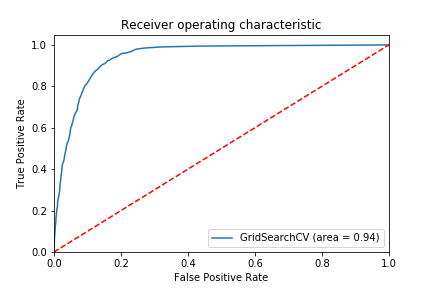 Receiver operating characteristic
True Positive Rate
1.0
0.8
0.6
0.4
0.2
0.0
GridSearchCV (area = 0.94)
0.0 0.2 0.4 0.6 0.8 1.0
False Positive Rate